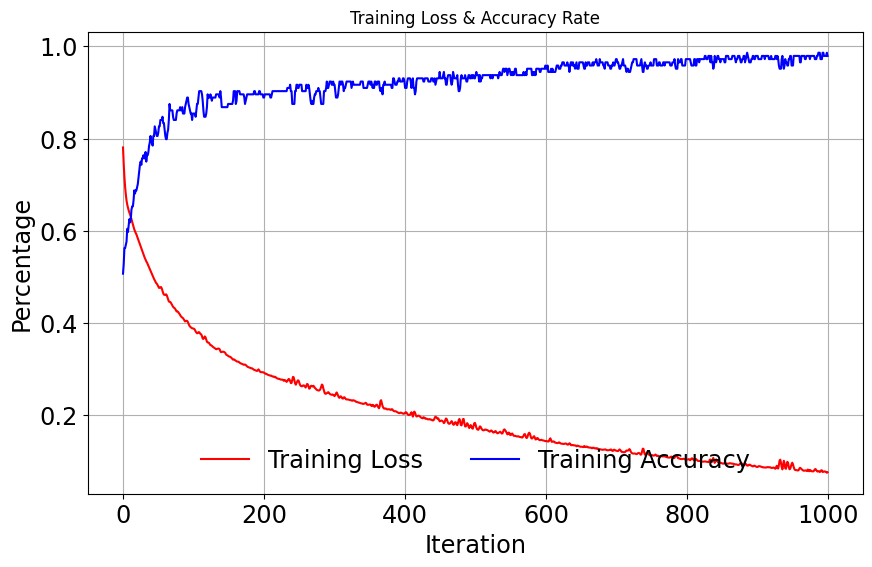 Training Loss & Accuracy Rate
1.0
0.8
0.6
0.4
0.2
Percentage
Training Loss Training Accuracy
0 200 400 600 800 1000
Iteration